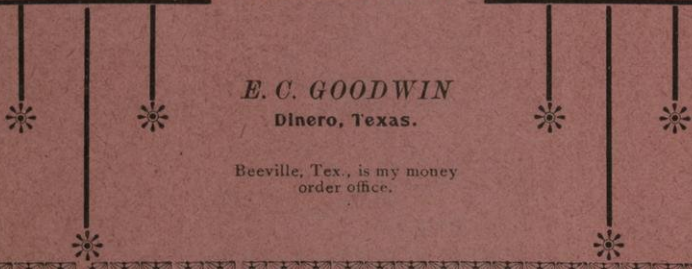 E. C. GOODWIN
Dinero, Texas.
Beeville, Tex., is my money
order office.